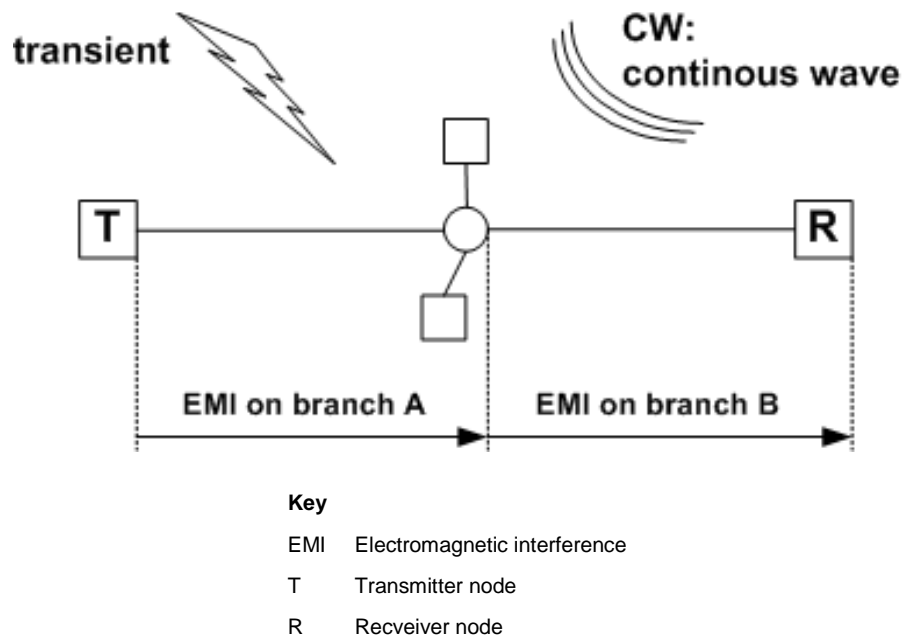 transient
CW:
continous wave
T
R
EMI on branch A
EMI on branch B
Key
EMI Electromagnetic interference
T Transmitter node
R Recveiver node